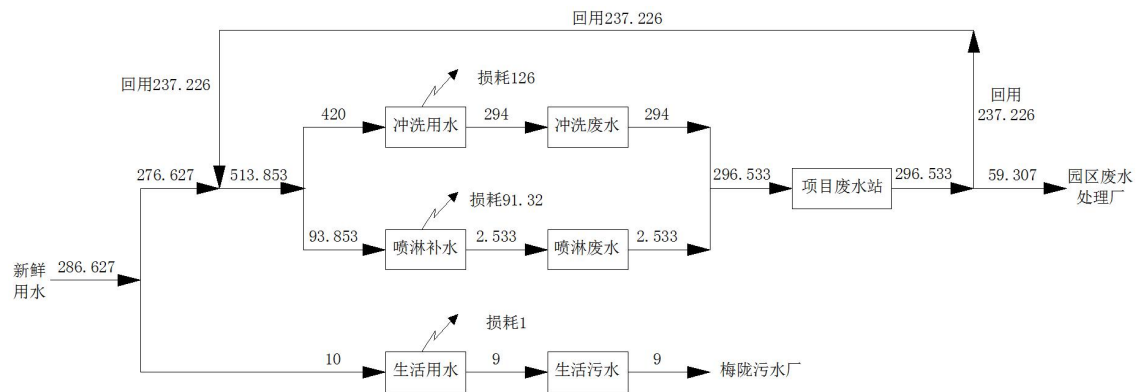 回用237.226
回用237.226
损耗126
420
冲洗用水
294
冲洗废水
294
回用
237.226
276.627
513.853
296.533
项目废水站
296.533
59.307
园区废水
处理厂
损耗91.32
93.853
喷淋补水
2.533
喷淋废水
2.533
新鲜
用水
286.627
损耗1
10
生活用水
9
生活污水
9
梅陇污水厂